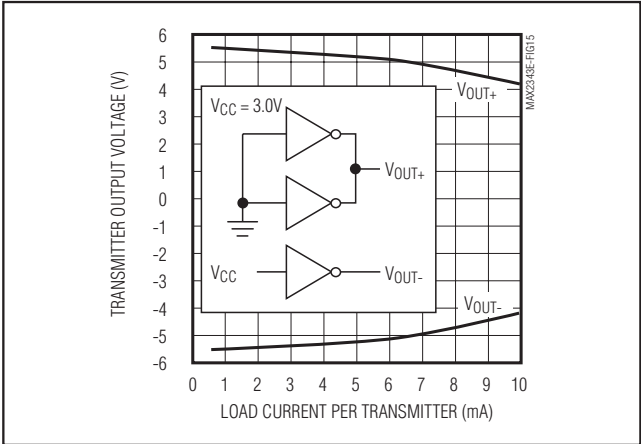 TRANSMITTER OUTPUT VOLTAGE (V)
6
5
4
3
2
1
0
-1
-2
-3
-4
-5
-6
VCC = 3.0V
VOUT+
VOUT+
VCC
VOUT-
VOUT-
MAX2343E-FIG15
0 1 2 3 4 5 6 7 8 9 10
LOAD CURRENT PER TRANSMITTER (mA)